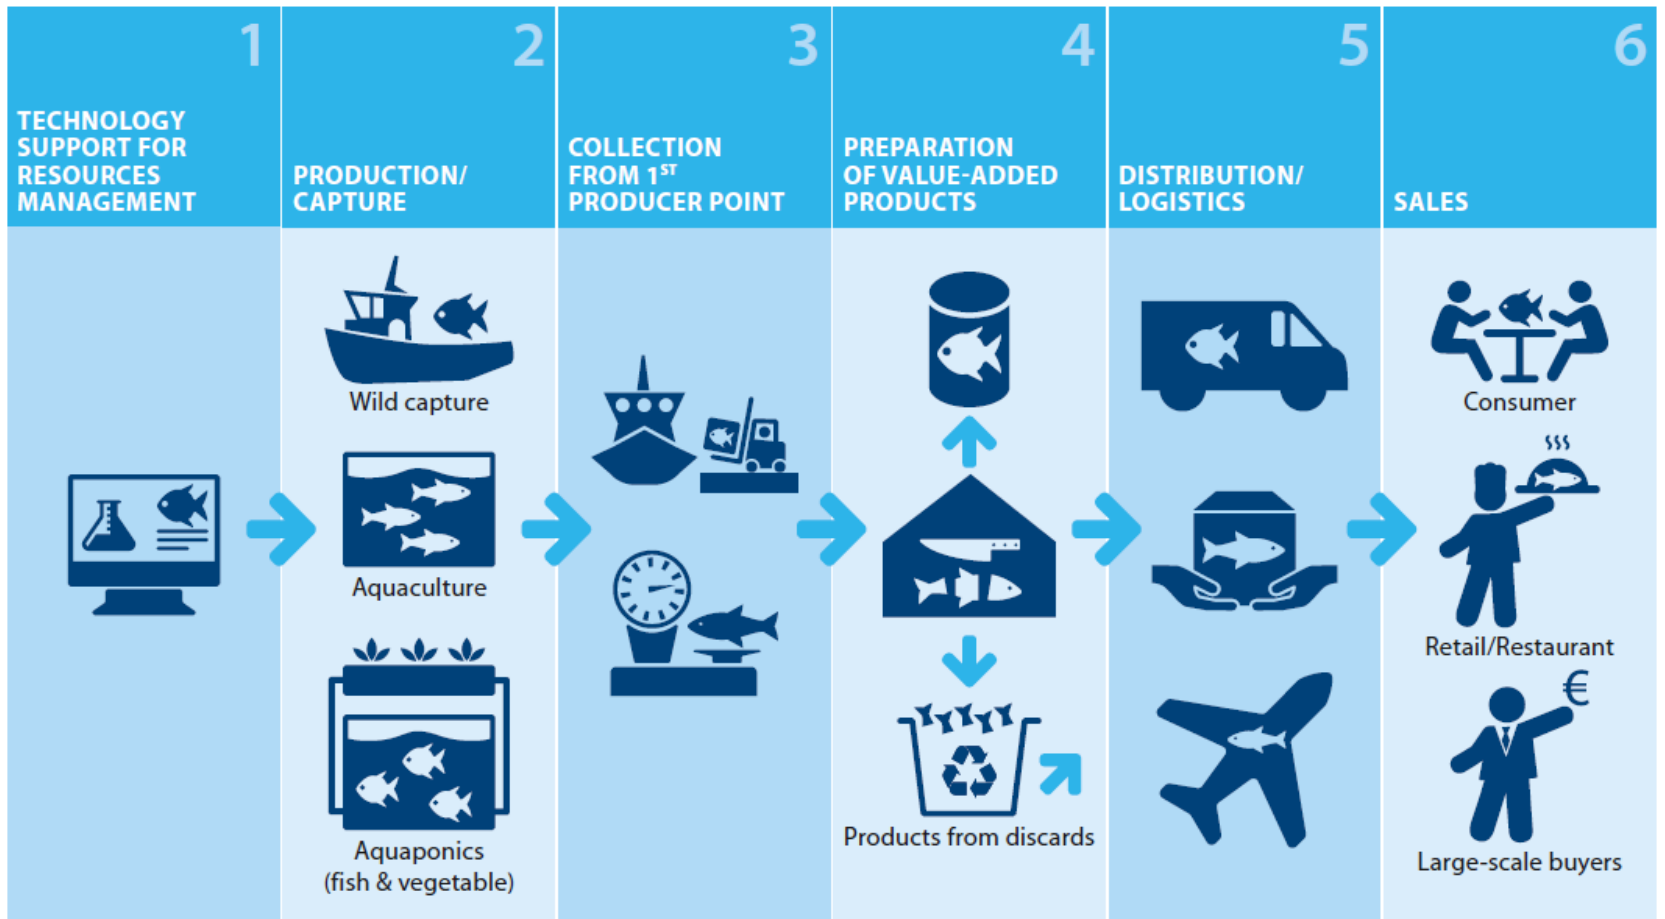 1
TECHNOLOGY
SUPPORT FOR
RESOURCES
MANAGEMENT
2
PRODUCTION/
CAPTURE
Wild capture
Aquaculture
Aquaponics
(fish & vegetable)
3
COLLECTION
FROM 1ST
PRODUCER POINT
4
PREPARATION
OF VALUE-ADDED
PRODUCTS
Products from discards
5
DISTRIBUTION/
LOGISTICS
6
SALES
Consumer
Retail/Restaurant
€
Large-scale buyers